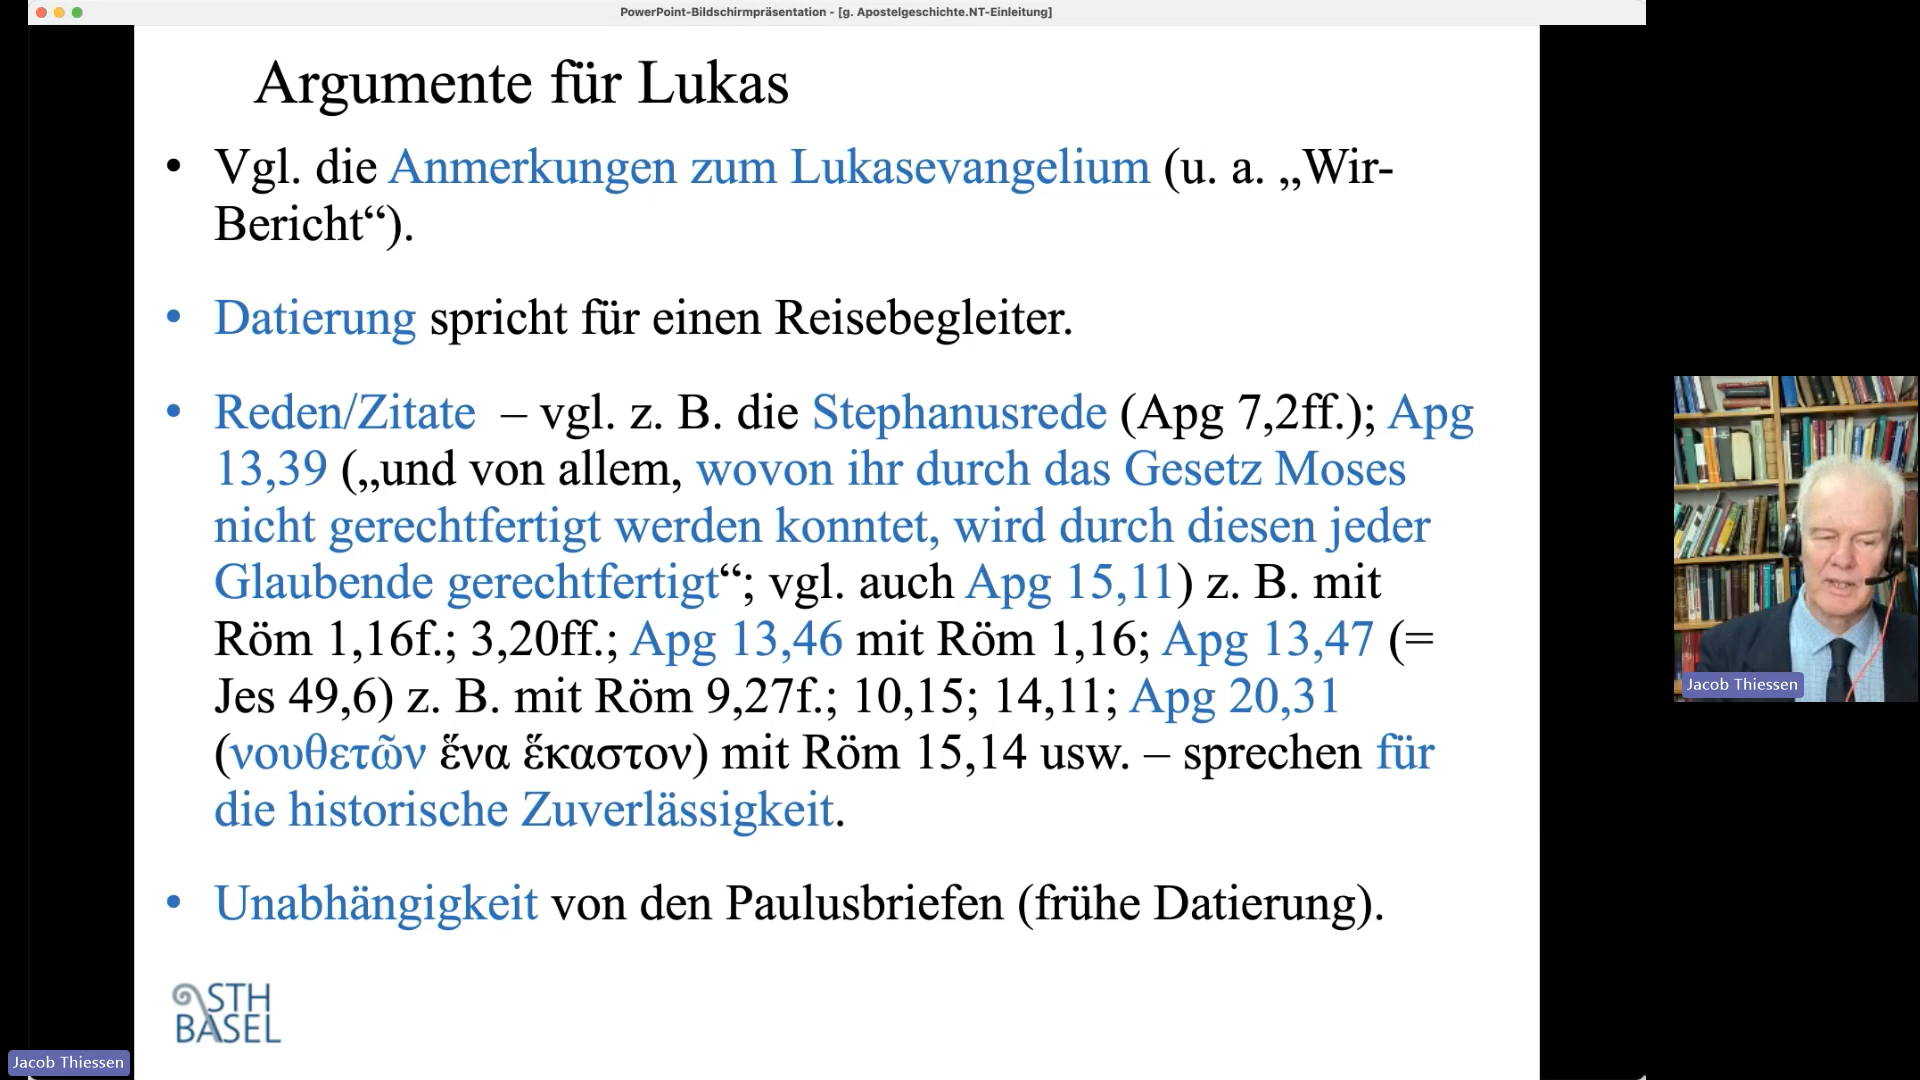 PowerPoint-Bildschirmpräsentation - [g. Apostelgeschichte.NT-Einleitung]
Argumente für Lukas
• Vgl. die Anmerkungen zum Lukasevangelium (u. a. „Wir-
Bericht“).
• Datierung spricht für einen Reisebegleiter.
• Reden/Zitate – vgl. z. B. die Stephanusrede (Apg 7,2ff.); Apg
13,39 („und von allem, wovon ihr durch das Gesetz Moses
nicht gerechtfertigt werden konntet, wird durch diesen jeder
Glaubende gerechtfertigt“; vgl. auch Apg 15,11) z. B. mit
Röm 1,16f.; 3,20ff.; Apg 13,46 mit Röm 1,16; Apg 13,47 (=
Jes 49,6) z. B. mit Röm 9,27f.; 10,15; 14,11; Apg 20,31
(νουθετῶν ἕνα ἕκαστον) mit Röm 15,14 usw. – sprechen für
die historische Zuverlässigkeit.
• Unabhängigkeit von den Paulusbriefen (frühe Datierung).
STH
BASEL
Jacob Thiessen
Jacob Thiessen